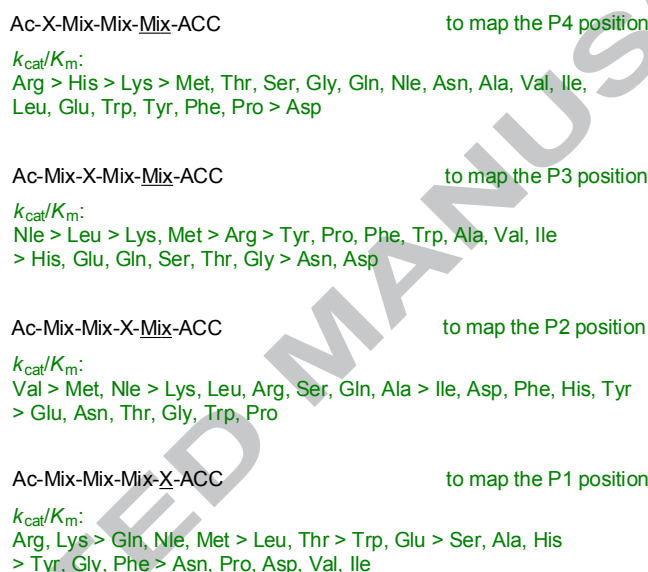 Ac-X-Mix-Mix-Mix-ACC to map the P4 position
kcat/Km:
Arg > His > Lys > Met, Thr, Ser, Gly, Gln, Nle, Asn, Ala, Val, Ile,
Leu, Glu, Trp, Tyr, Phe, Pro > Asp
Ac-Mix-X-Mix-Mix-ACC to map the P3 position
kcat/Km:
Nle > Leu > Lys, Met > Arg > Tyr, Pro, Phe, Trp, Ala, Val, Ile
> His, Glu, Gln, Ser, Thr, Gly > Asn, Asp
Ac-Mix-Mix-X-Mix-ACC to map the P2 position
kcat/Km:
Val > Met, Nle > Lys, Leu, Arg, Ser, Gln, Ala > Ile, Asp, Phe, His, Tyr
> Glu, Asn, Thr, Gly, Trp, Pro
Ac-Mix-Mix-Mix-X-ACC to map the P1 position
kcat/Km:
Arg, Lys > Gln, Nle, Met > Leu, Thr > Trp, Glu > Ser, Ala, His
> Tyr, Gly, Phe > Asn, Pro, Asp, Val, Ile